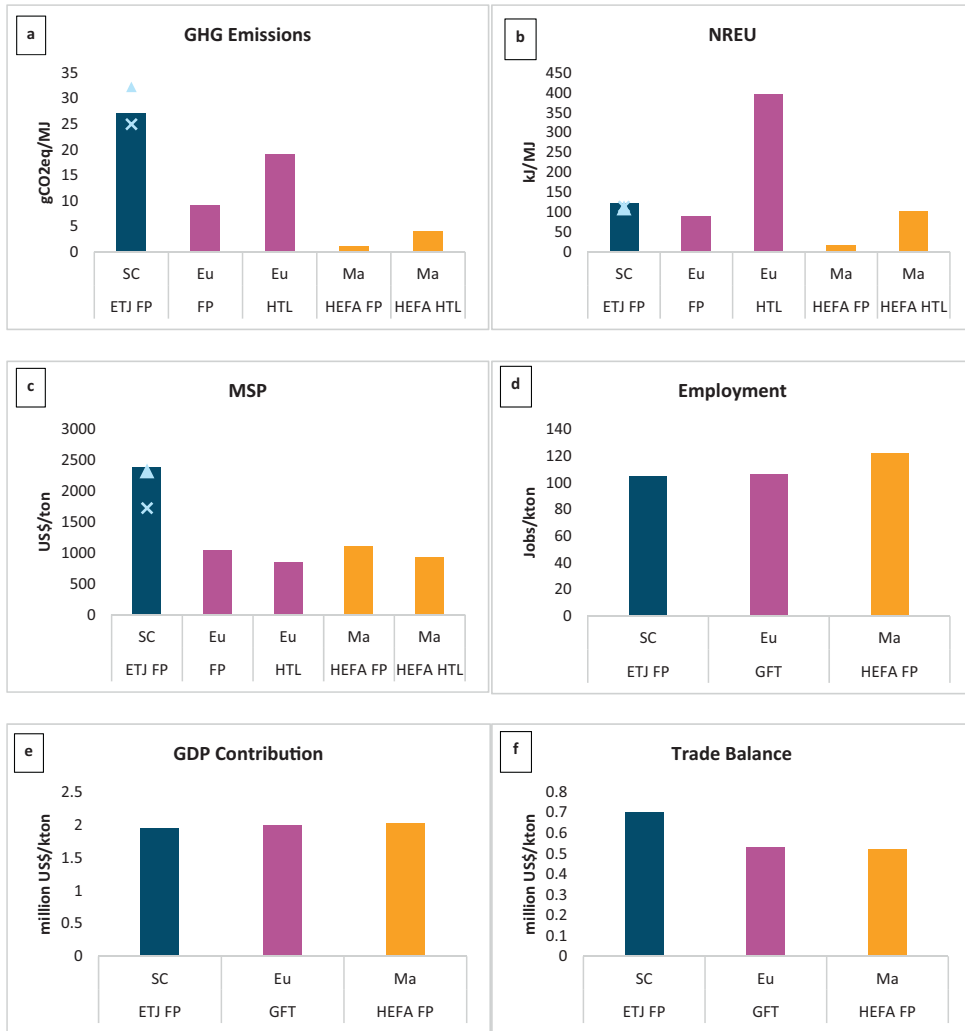 a
GHG Emissions
gCO2eq/MJ
35
30
25
20
15
10
5
0
SC Eu Eu Ma Ma
ETJ FP FP HTL HEFA FP HEFA HTL
b
NREU
kJ/MJ
450
400
350
300
250
200
150
100
50
0
SC Eu Eu Ma Ma
ETJ FP FP HTL HEFA FP HEFA HTL
c
MSP
US$/ton
3000
2500
2000
1500
1000
500
0
SC Eu Eu Ma Ma
ETJ FP FP HTL HEFA FP HEFA HTL
d
Employment
Jobs/kton
140
120
100
80
60
40
20
0
SC Eu Ma
ETJ FP GFT HEFA FP
e
GDP Contribution
million US$/kton
2.5
2
1.5
1
0.5
0
SC Eu Ma
ETJ FP GFT HEFA FP
f
Trade Balance
million US$/kton
0.8
0.7
0.6
0.5
0.4
0.3
0.2
0.1
0
SC Eu Ma
ETJ FP GFT HEFA FP